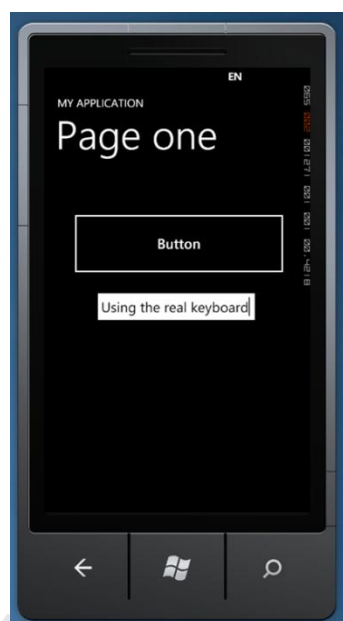 EN
MY APPLICATION
Page one
Button
Using the real keyboard